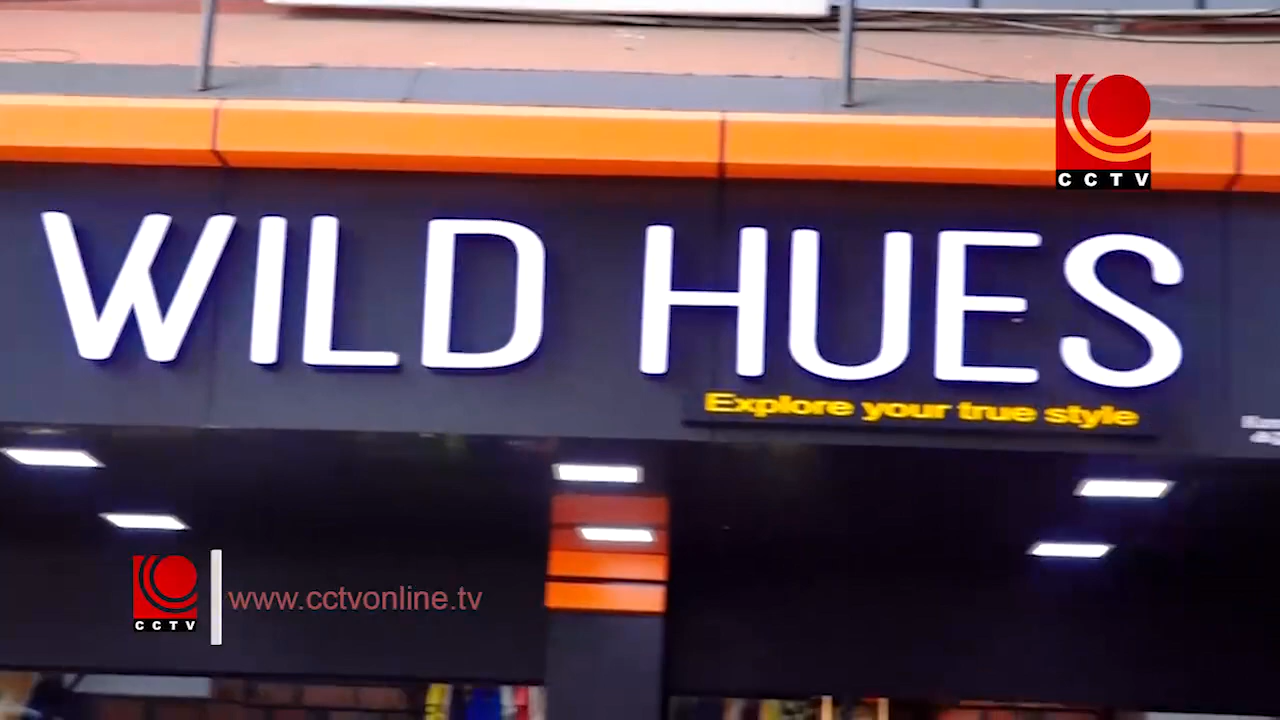 CCTV
WILD HUES
Explore your true style
CCTV
www.cctvonline.tv